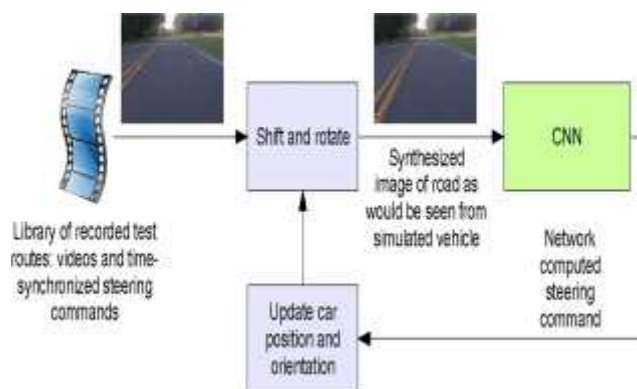 Shift and rotate
CNN
Library of recorded test
routes: videos and time-
synchronized steering
commands
Synthesized
image of road as
would be seen from
simulated vehicle
Network
computed
steering
command
Update car
position and
orientation